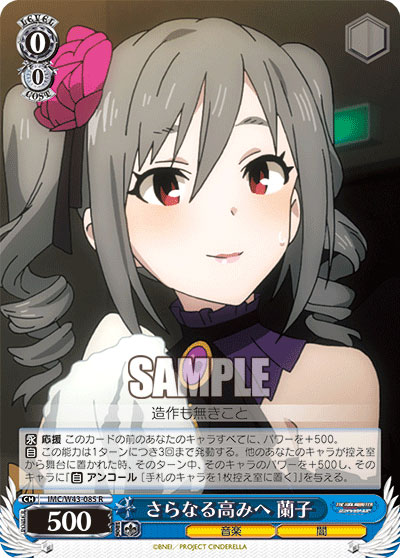 LEVEL
0
0
COST
SAMPLE
造作も無きこと
永 応援 このカードの前のあなたのキャラすべてに、パワーを+500。
自 この能力は1ターンにつき3回まで発動する。他のあなたのキャラが控え室
から舞台に置かれた時、そのターン中、そのキャラのパワーを+500し、そのキャ
ラに『自 アンコール [手札のキャラを1枚控え室に置く]』を与える。
CH IMC/W43-085 R
500
さらなる高みへ 蘭子
THE IDOLM@STER
CINDERELLA GIRLS
音楽
闇
©BNEI／PROJECT CINDERELLA